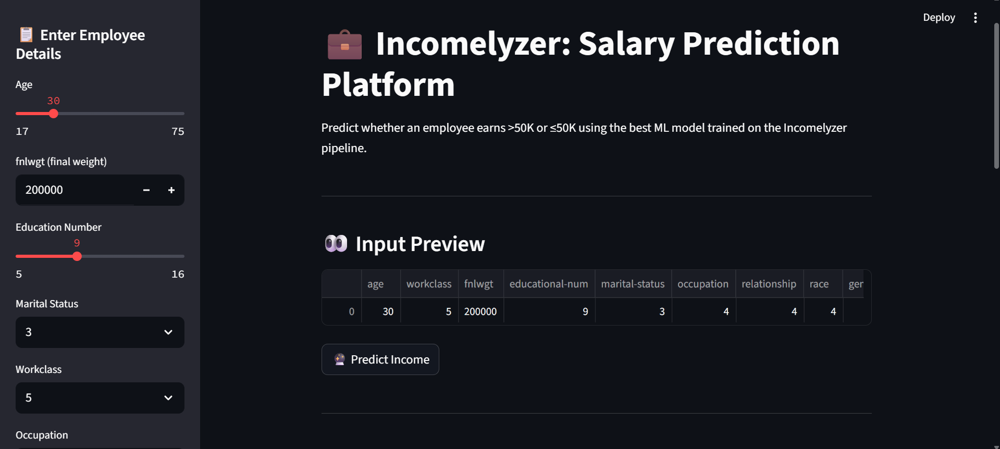 Deploy
Enter Employee
Details
Age
30
17 75
fnlwgt (final weight)
200000
Education Number
9
5 16
Marital Status
3
Workclass
5
Occupation
Incomelyzer: Salary Prediction
Platform
Predict whether an employee earns >50K or ≤50K using the best ML model trained on the Incomelyzer
pipeline.
Input Preview
age workclass fnlwgt educational-num marital-status occupation relationship race ger
0 30 5 200000 9 3 4 4 4
Predict Income